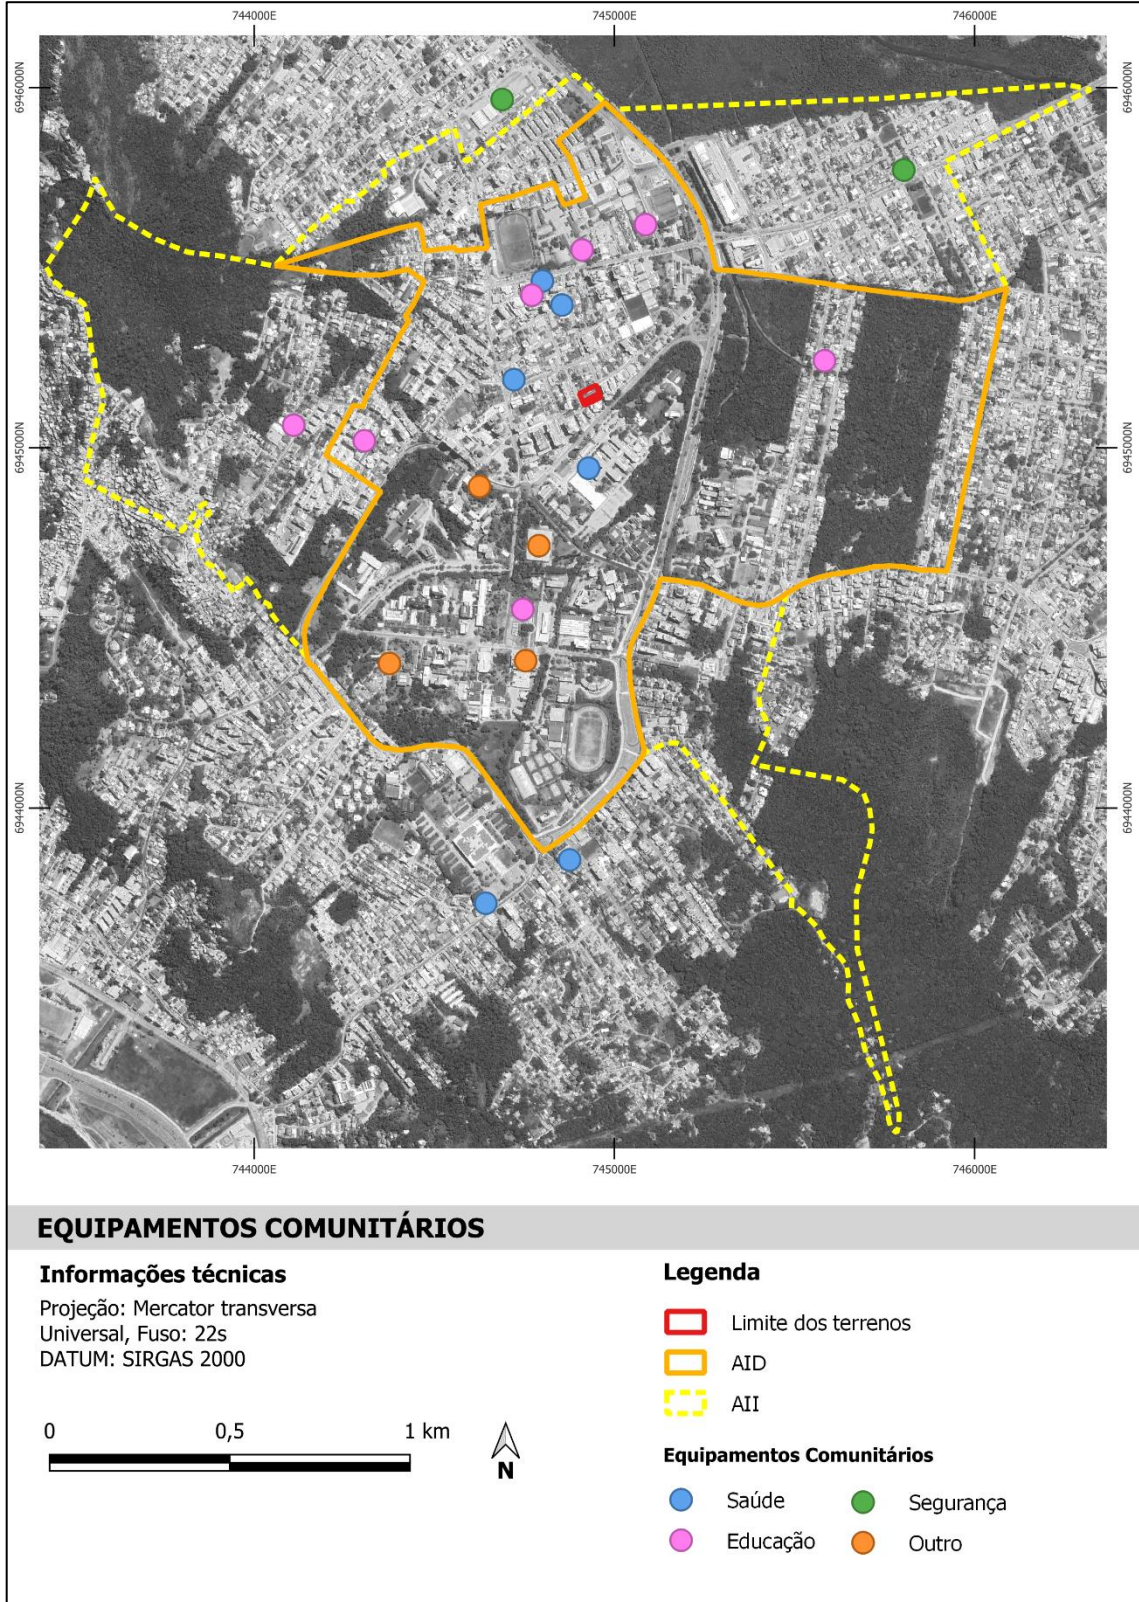 744000E
745000E
746000E
6946000N
6946000N
6945000N
6945000N
6944000N
6944000N
744000E
745000E
746000E
EQUIPAMENTOS COMUNITÁRIOS
Informações técnicas
Projeção: Mercator transversa
Universal, Fuso: 22s
DATUM: SIRGAS 2000
0 0,5 1 km
N
Legenda
Limite dos terrenos
AID
AII
Equipamentos Comunitários
Saúde
Segurança
Educação
Outro